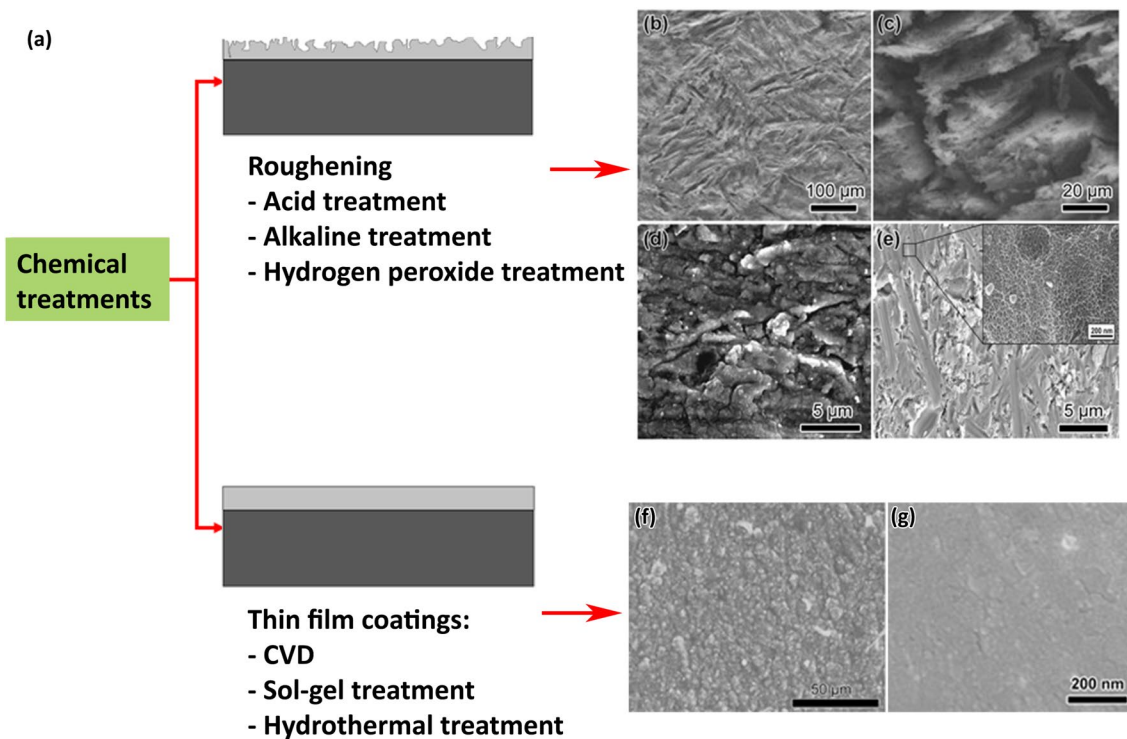 (a)
Chemical
treatments
Roughening
- Acid treatment
- Alkaline treatment
- Hydrogen peroxide treatment
(b)
100 µm
(c)
20 µm
(d)
5 µm
(e)
200 nm
5 µm
Thin film coatings:
- CVD
- Sol-gel treatment
- Hydrothermal treatment
(f)
50 µm
(g)
200 nm